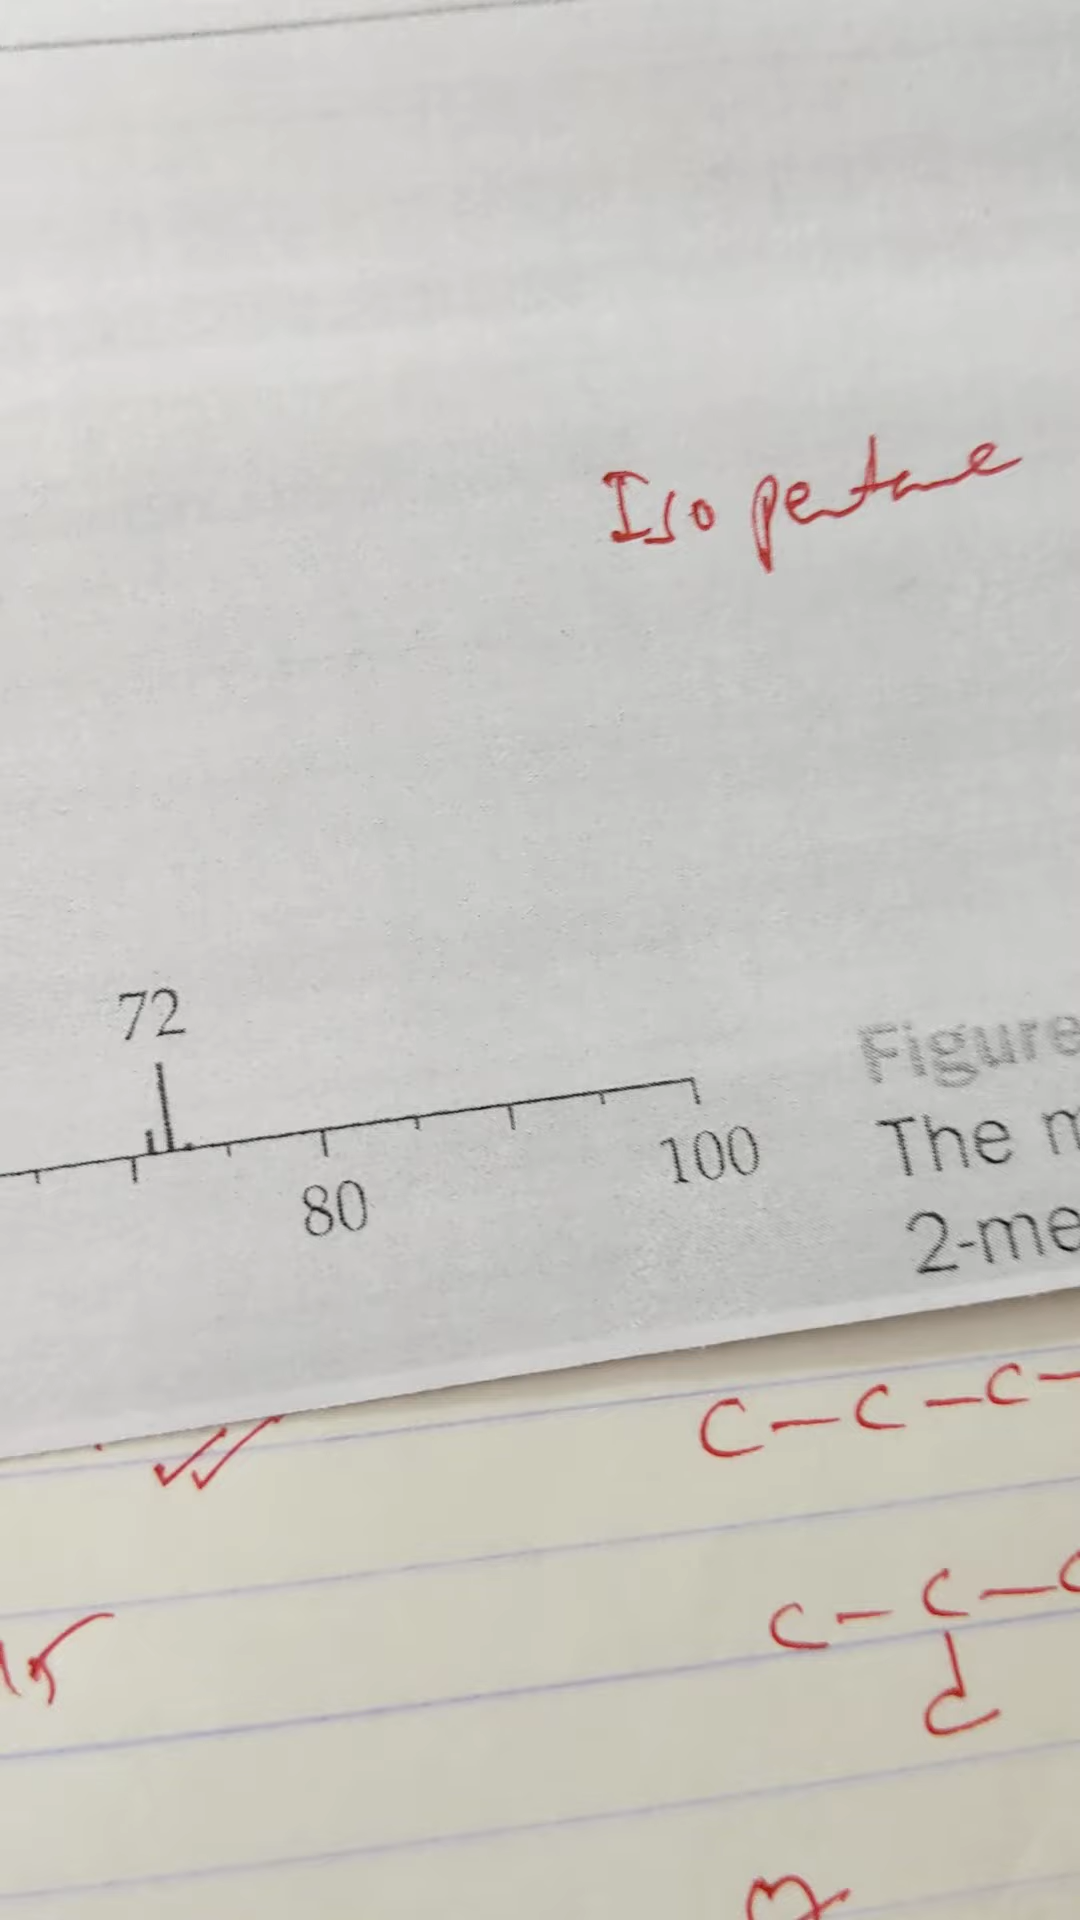 Iso pentane
72
80
100
Figure
The m
2-me
C-C-C-
C-C-C
C